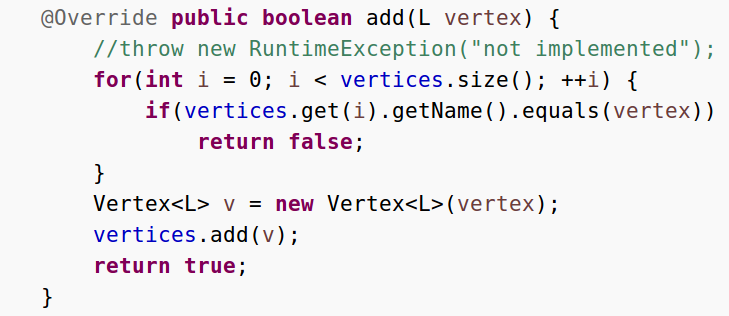 @Override public boolean add(L vertex) {
    //throw new RuntimeException("not implemented");
    for(int i = 0; i < vertices.size(); ++i) {
        if(vertices.get(i).getName().equals(vertex))
            return false;
    }
    Vertex<L> v = new Vertex<L>(vertex);
    vertices.add(v);
    return true;
}